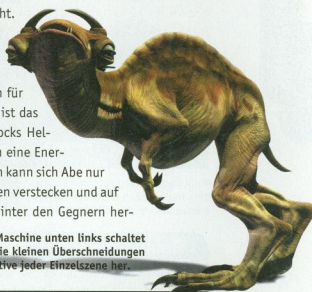 ht.
n für
ist das
ocks Hel-
n eine Ener-
n kann sich Abe nur
en verstecken und auf
inter den Gegnern her-
Maschine unten links schaltet
ie kleinen Überschneidungen
tive jeder Einzelszene her.